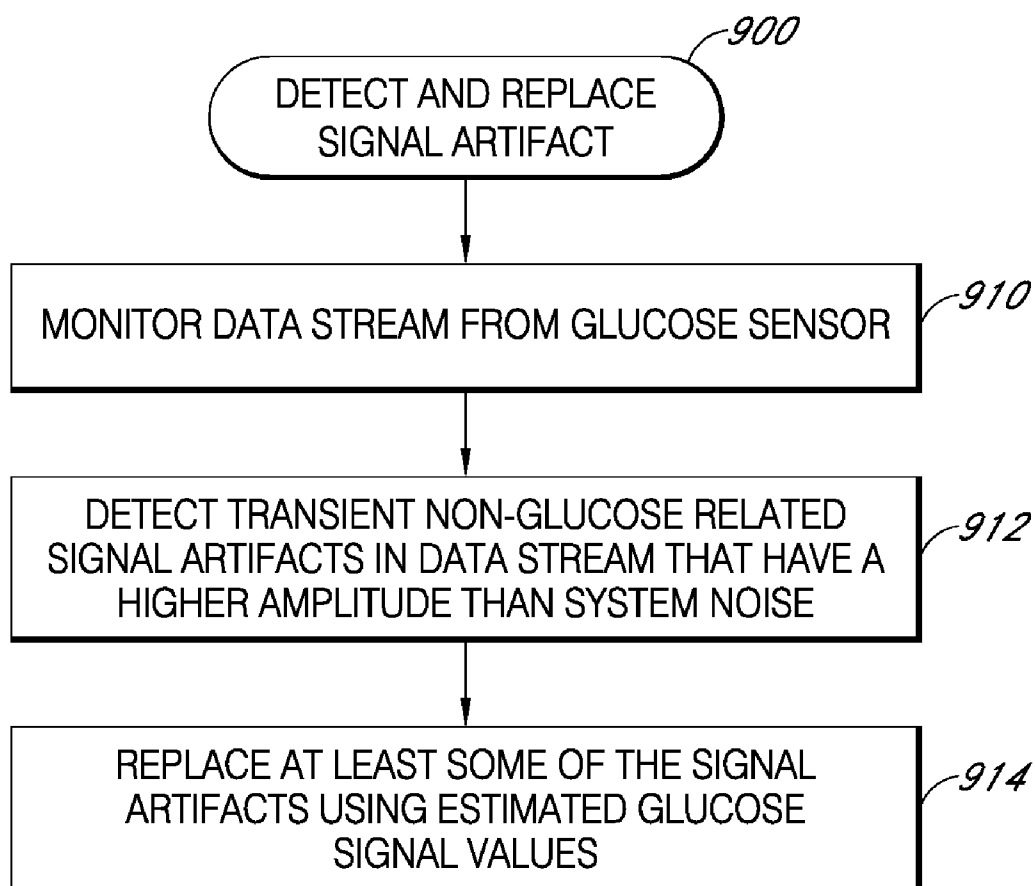 900
DETECT AND REPLACE
SIGNAL ARTIFACT
MONITOR DATA STREAM FROM GLUCOSE SENSOR
910
DETECT TRANSIENT NON-GLUCOSE RELATED
SIGNAL ARTIFACTS IN DATA STREAM THAT HAVE A
HIGHER AMPLITUDE THAN SYSTEM NOISE
912
REPLACE AT LEAST SOME OF THE SIGNAL
ARTIFACTS USING ESTIMATED GLUCOSE
SIGNAL VALUES
914